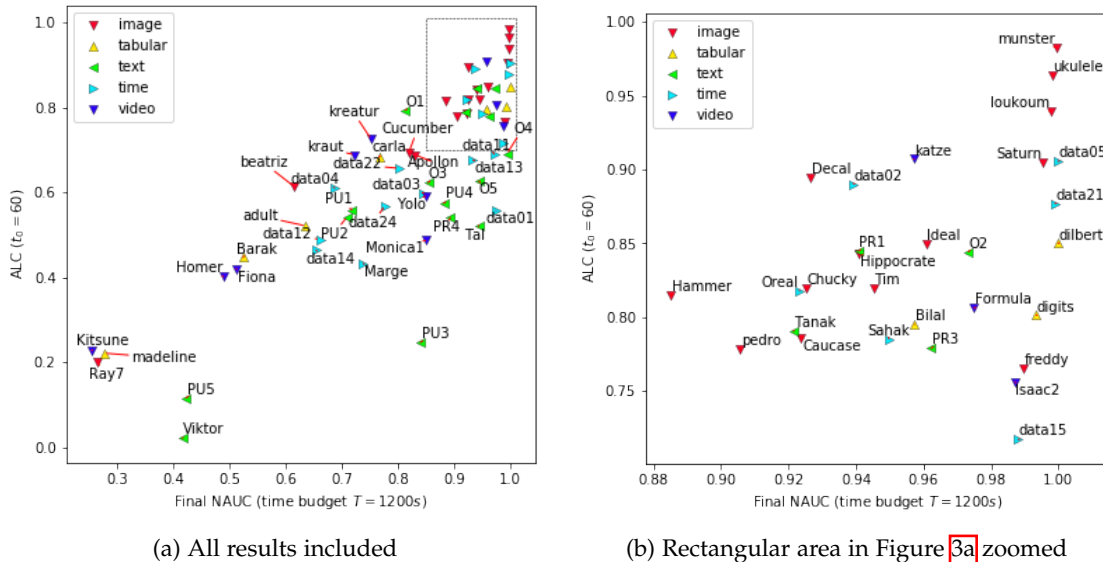 1.0
0.8
0.6
0.4
0.2
0.0
ALC (t₀ = 60)
image
tabular
text
time
video
O1
kreatur
Cucumber
kraut
carla
data11
O4
data22
Apollon
data13
beatriz
data04
data03
O3
O5
PU1
PU4
Yolo
data24
adult
data12
PU2
PR4
Tal
data01
Barak
data14
Monica1
Marge
Homer
Fiona
Kitsune
madeline
Ray7
PU3
PU5
Viktor
0.3 0.4 0.5 0.6 0.7 0.8 0.9 1.0
Final NAUC (time budget T = 1200s)
(a) All results included
1.00
0.95
0.90
0.85
0.80
0.75
ALC (t₀ = 60)
image
tabular
text
time
video
munster
ukulele
loukoum
Saturn
data05
katze
Decal
data02
data21
dilbert
PR1
Ideal
O2
Hippocrate
Hammer
Oreal
Chucky
Tim
Formula
digits
Bilal
Tanak
Sahak
PR3
pedro
Caucase
freddy
Isaac2
data15
0.88 0.90 0.92 0.94 0.96 0.98 1.00
Final NAUC (time budget T = 1200s)
(b) Rectangular area in Figure 3a zoomed